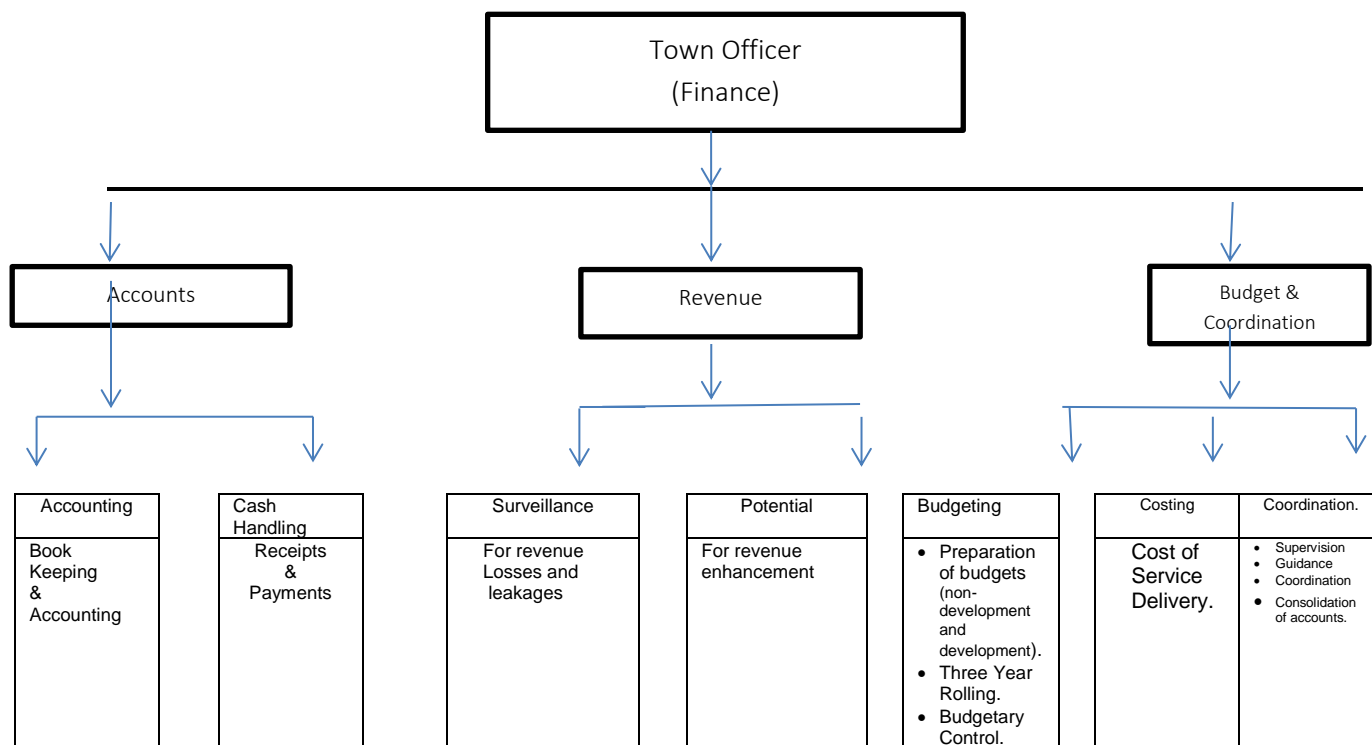 Town Officer
(Finance)
Accounts
Revenue
Budget &
Coordination
Accounting
Book
Keeping
&
Accounting
Cash
Handling
Receipts
&
Payments
Surveillance
For revenue
Losses and
leakages
Potential
For revenue
enhancement
Budgeting
• Preparation
of budgets
(non-
development
and
development).
• Three Year
Rolling.
• Budgetary
Control.
Costing
Cost of
Service
Delivery.
Coordination.
• Supervision
• Guidance
• Coordination
• Consolidation
of accounts.